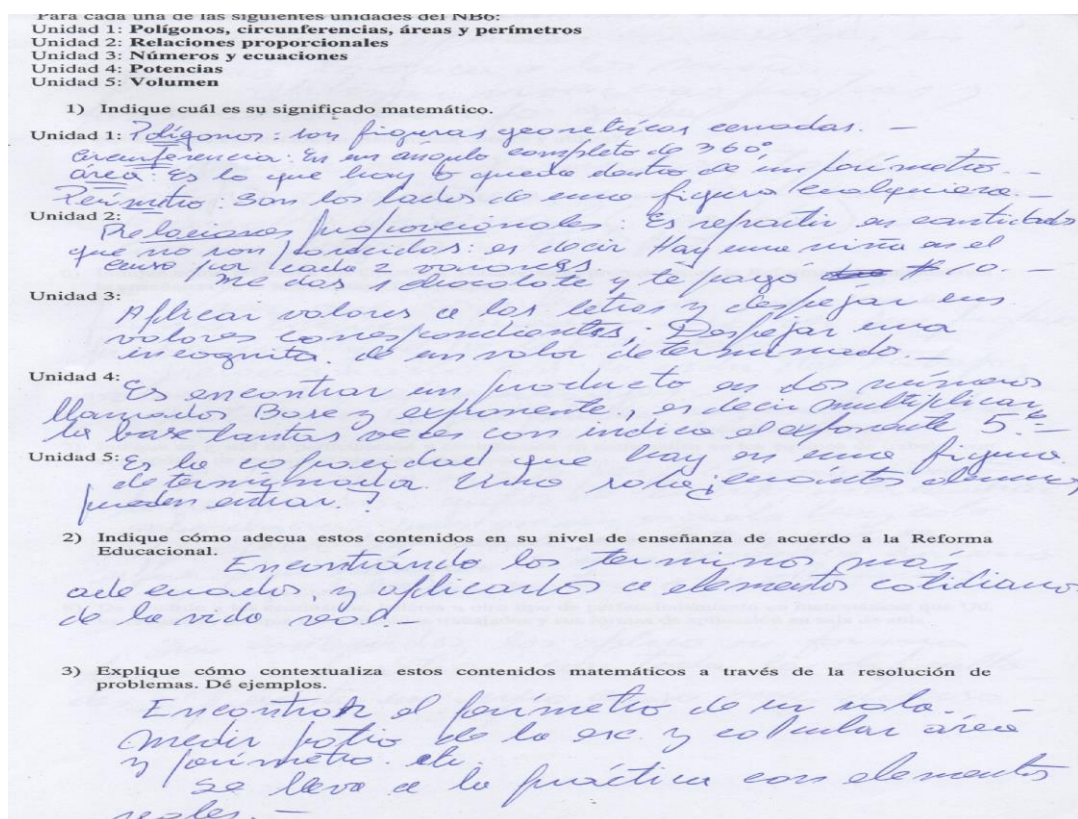 Para cada una de las siguientes unidades del NB6:
Unidad 1: Polígonos, circunferencias, áreas y perímetros
Unidad 2: Relaciones proporcionales
Unidad 3: Números y ecuaciones
Unidad 4: Potencias
Unidad 5: Volumen
1) Indique cuál es su significado matemático.
Unidad 1: Polígonos: son figuras geométricas cerradas. –
circunferencia: Es un ángulo completo de 360°
área: Es lo que hay o queda dentro de un perímetro. –
Perímetro: Son los lados de una figura cualquiera. –
Unidad 2:
Relaciones proporcionales: Es repartir en cantidades
que no son parecidas: es decir Hay una niña en el
curso por cada 2 varones
me das 1 chocolate y te pago $10. –
Unidad 3:
Aplicar valores a las letras y despejar sus
valores correspondientes; Despejar una
incognita. de un valor determinado. –
Unidad 4:
Es encontrar un producto en dos números
llamados Base y exponente, es decir multiplicar
la base tantas veces con indica el exponente 5.
Unidad 5: Es la capacidad que hay en una figura
determinada. Una sala ¿cuántos alumnos
pueden entrar?
2) Indique cómo adecua estos contenidos en su nivel de enseñanza de acuerdo a la Reforma
Educacional.
Encontrándo los terminos más
adecuados, y aplicarlos a elementos cotidianos
de la vida real. –
3) Explique cómo contextualiza estos contenidos matemáticos a través de la resolución de
problemas. Dé ejemplos.
Encontrar el perímetro de un sala.
Medir patio de la esc. y calcular área
y perímetro. etc.
Se lleva a la práctica con elementos
reales. –